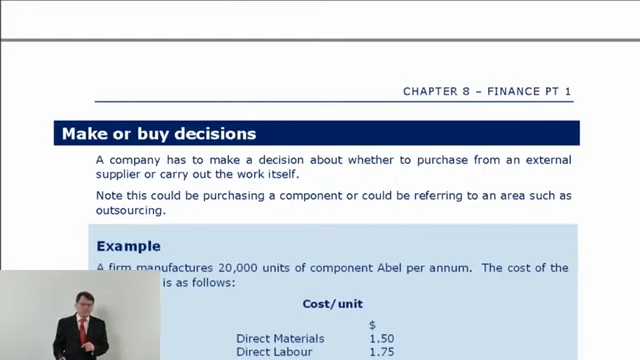 CHAPTER 8 – FINANCE PT 1
Make or buy decisions
A company has to make a decision about whether to purchase from an external
supplier or carry out the work itself.
Note this could be purchasing a component or could be referring to an area such as
outsourcing.
Example
A firm manufactures 20,000 units of component Abel per annum. The cost of the
is as follows:
Cost/unit
$
Direct Materials 1.50
Direct Labour 1.75